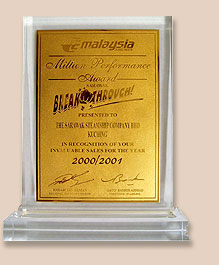 malaysia
Million Performance
Award
SARAWAK
BREAKTHROUGH!
PRESENTED TO
THE SARAWAK STEAMSHIP COMPANY BHD
KUCHING
IN RECOGNITION OF YOUR
INVALUABLE SALES FOR THE YEAR
2000/2001